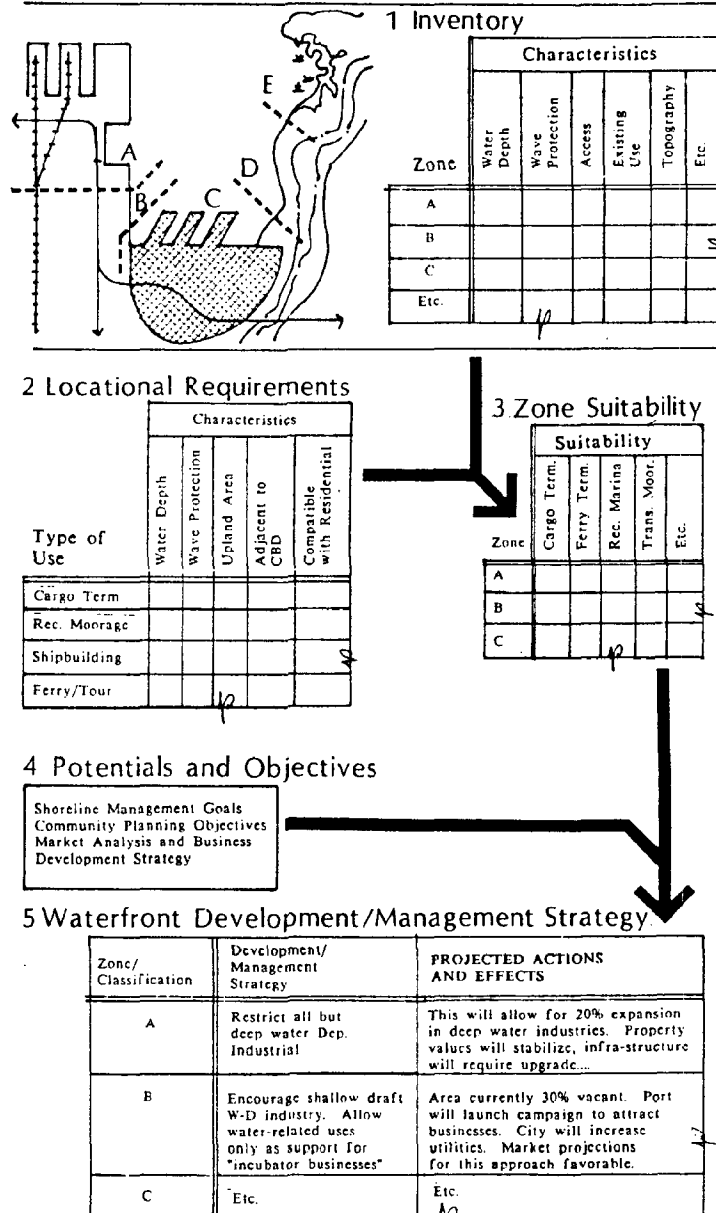 1 Inventory
Characteristics
Zone
Water Depth
Wave Protection
Access
Existing Use
Topography
Etc.
A
B
C
Etc.
A
B
C
D
E
2 Locational Requirements
Characteristics
Type of
Use
Water Depth
Wave Protection
Upland Area
Adjacent to CBD
Compatible with Residential
Cargo Term
Rec. Moorage
Shipbuilding
Ferry/Tour
3 Zone Suitability
Suitability
Zone
Cargo Term.
Ferry Term.
Rec. Marina
Trans. Moor.
Etc.
A
B
C
4 Potentials and Objectives
Shoreline Management Goals
Community Planning Objectives
Market Analysis and Business
Development Strategy
5 Waterfront Development/Management Strategy
Zone/
Classification
Development/
Management
Strategy
PROJECTED ACTIONS
AND EFFECTS
A
Restrict all but
deep water Dep.
Industrial
This will allow for 20% expansion
in deep water industries. Property
values will stabilize, infra-structure
will require upgrade....
B
Encourage shallow draft
W-D industry. Allow
water-related uses
only as support for
"incubator businesses"
Area currently 30% vacant. Port
will launch campaign to attract
businesses. City will increase
utilities. Market projections
for this approach favorable.
C
Etc.
Etc.